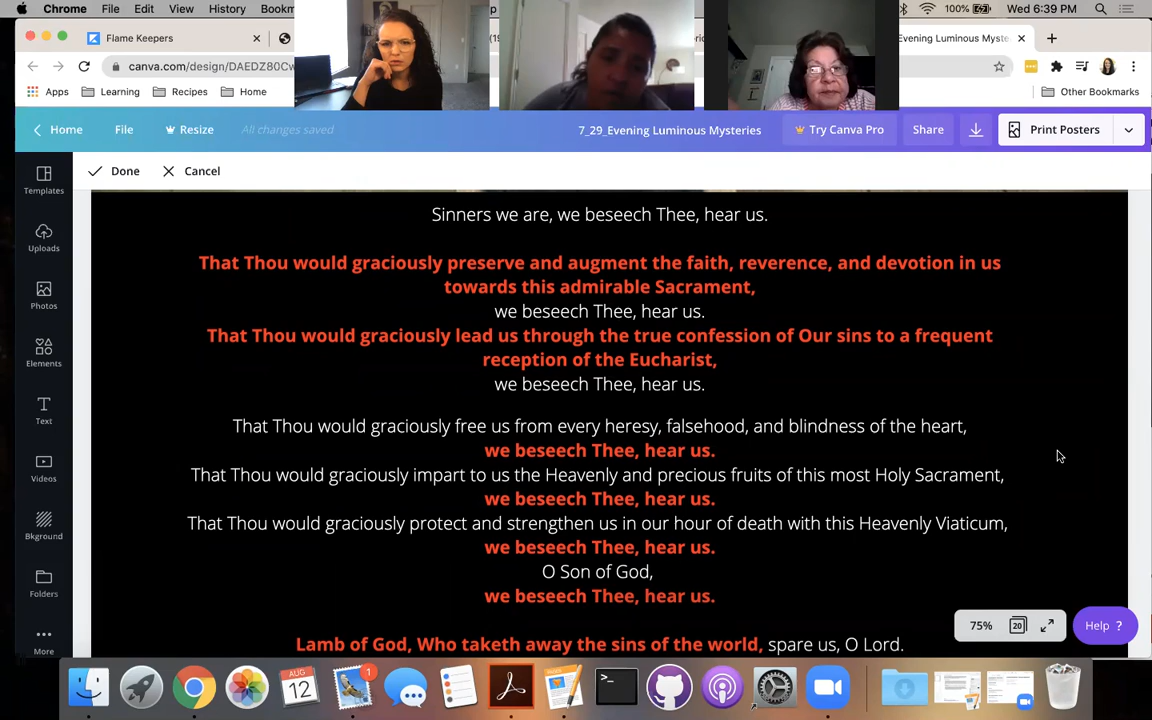 Chrome File Edit View History Bookm
100% Wed 6:39 PM
Flame Keepers
Evening Luminous Myste
canva.com/design/DAEDZ80Cw
Apps Learning Recipes Home Other Bookmarks
Home File Resize All changes saved 7_29_Evening Luminous Mysteries Try Canva Pro Share Print Posters
Done Cancel
Templates
Uploads
Photos
Elements
Text
Videos
Bkground
Folders
More
Sinners we are, we beseech Thee, hear us.
That Thou would graciously preserve and augment the faith, reverence, and devotion in us
towards this admirable Sacrament,
we beseech Thee, hear us.
That Thou would graciously lead us through the true confession of Our sins to a frequent
reception of the Eucharist,
we beseech Thee, hear us.
That Thou would graciously free us from every heresy, falsehood, and blindness of the heart,
we beseech Thee, hear us.
That Thou would graciously impart to us the Heavenly and precious fruits of this most Holy Sacrament,
we beseech Thee, hear us.
That Thou would graciously protect and strengthen us in our hour of death with this Heavenly Viaticum,
we beseech Thee, hear us.
O Son of God,
we beseech Thee, hear us.
Lamb of God, Who taketh away the sins of the world, spare us, O Lord.
75% 20 Help ?
AUG
12
1